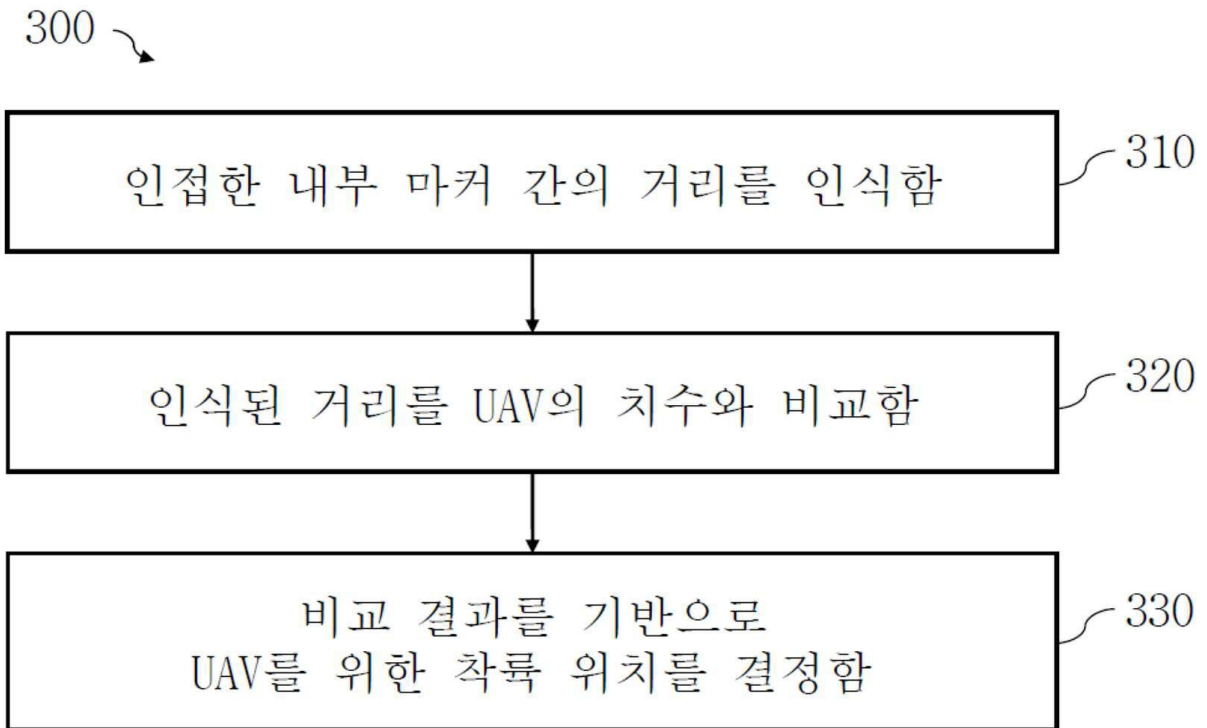 300
인접한 내부 마커 간의 거리를 인식함
310
인식된 거리를 UAV의 치수와 비교함
320
비교 결과를 기반으로
UAV를 위한 착륙 위치를 결정함
330